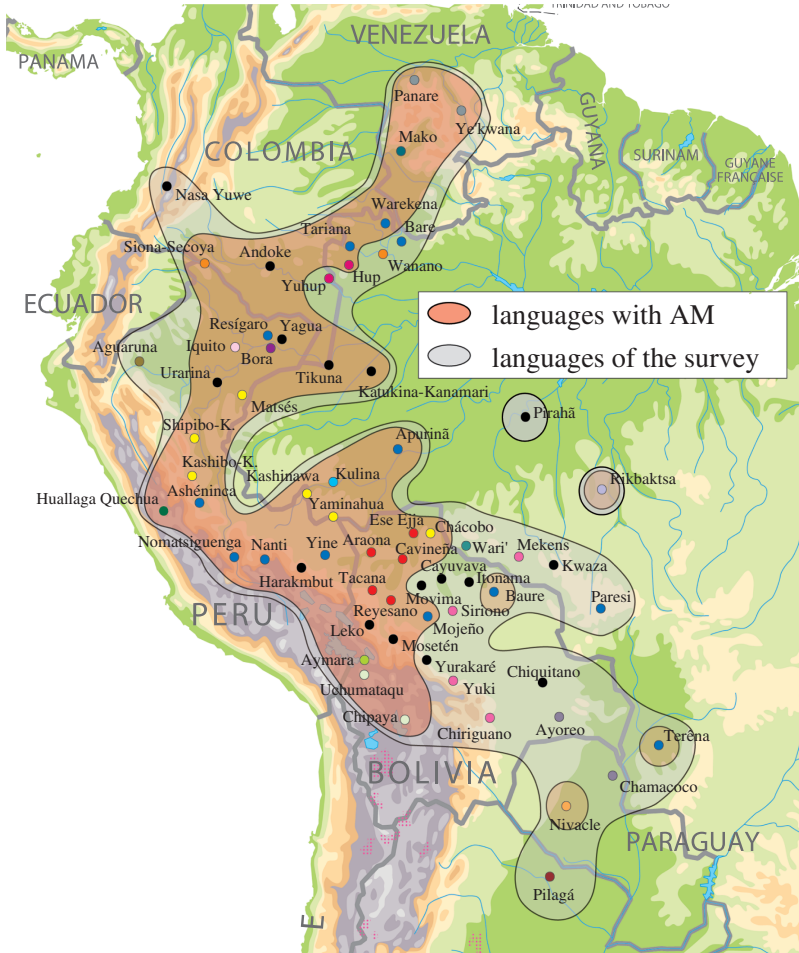 TRINIDAD AND TOBAGO
VENEZUELA
PANAMA
Panare
Ye'kwana
GUYANA
Mako
COLOMBIA
SURINAM
GUYANE
FRANCAISE
Nasa Yuwe
Warekena
Tariana
Bare
Siona-Secoya
Andoke
Wanano
Hup
Yuhup
ECUADOR
languages with AM
Resígaro
Yagua
Iquito
Bora
Aguaruna
languages of the survey
Urarina
Tikuna
Katukina-Kanamari
Matsés
Pirahã
Shipibo-K.
Apurinã
Kashibo-K.
Kashinawa
Kulina
Rikbaktsa
Huallaga Quechua
Ashéninca
Yaminahua
Ese Ejja
Chácobo
Nomatsiguenga
Nanti
Yine
Araona
Cavineña
Wari'
Mekens
Harakmbut
Cayuvava
Itonama
Kwaza
Tacana
Movima
Baure
Paresi
PERU
Reyesano
Siriono
Leko
Mojeño
Mosetén
Aymara
Yurakaré
Chiquitano
Uchumataqu
Yuki
Chipaya
Chiriguano
Ayoreo
Terêna
BOLIVIA
Chamacoco
Nivacle
PARAGUAY
Pilagá
E